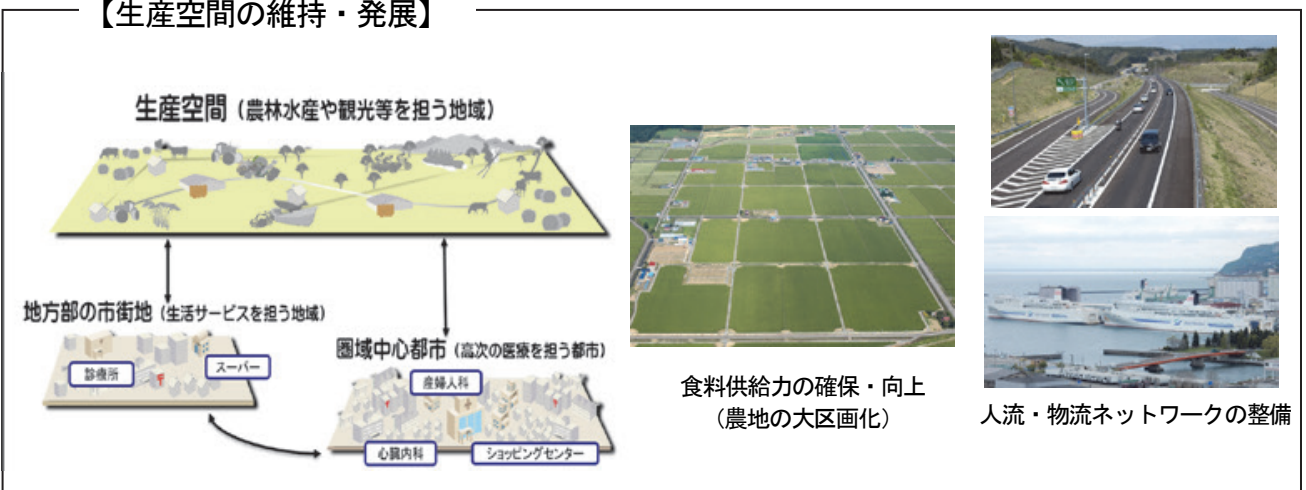 【生産空間の維持・発展】
生産空間（農林水産や観光等を担う地域）
地方部の市街地（生活サービスを担う地域）
診療所
スーパー
圏域中心都市（高次の医療を担う都市）
産婦人科
心臓内科
ショッピングセンター
食料供給力の確保・向上
（農地の大区画化）
人流・物流ネットワークの整備